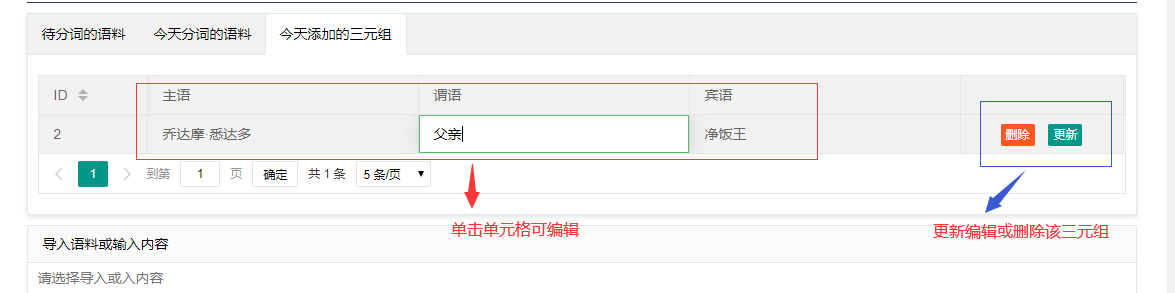 待分词的语料 今天分词的语料 今天添加的三元组
ID 主语 谓语 宾语
2 乔达摩·悉达多 父亲 净饭王 删除 更新
1 到第 1 页 确定 共 1 条 5 条/页
单击单元格可编辑
更新编辑或删除该三元组
导入语料或输入内容
请选择导入或入内容